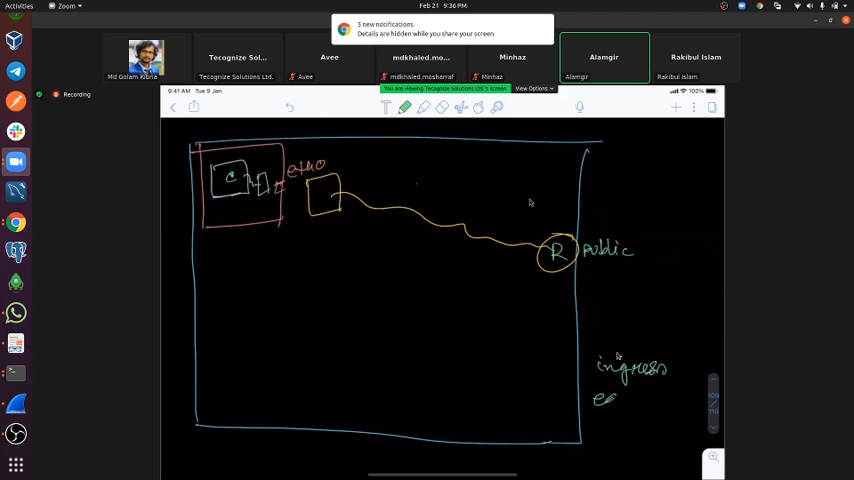 Activities
Zoom
Feb 21 9:36 PM
5 new notifications
Details are hidden while you share your screen
Tecognize Sol...
Avee
mdkhaled.mo...
Minhaz
Alamgir
Rakibul Islam
Md Golam Kibria
Tecognize Solutions Ltd.
Avee
mdkhaled.mosharraf
Minhaz
Alamgir
Rakibul Islam
Recording
You are viewing Tecognize Solutions Ltd.'s screen
View Options
9:41 AM Tue 9 Jan
100%
T
C
R
public
ingress
109
110